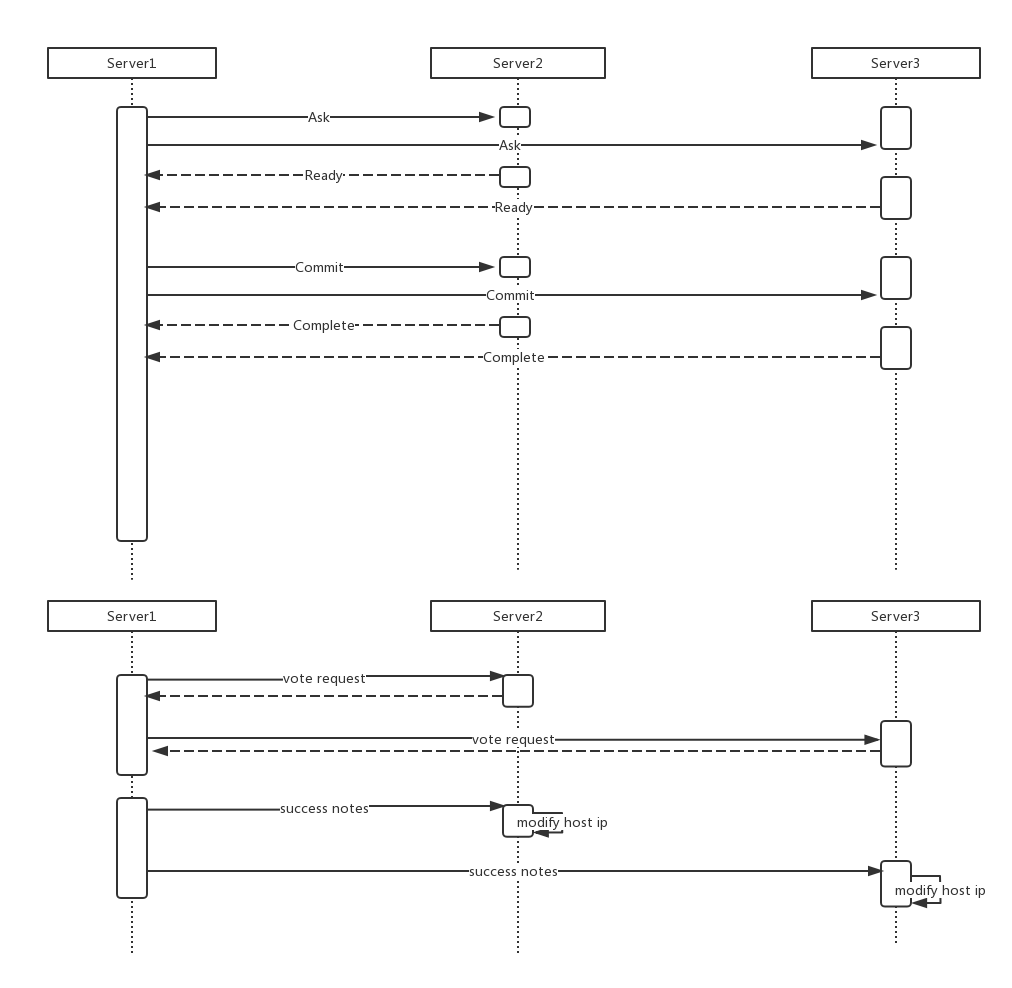 Server1
Server2
Server3
Ask
Ask
Ready
Ready
Commit
Commit
Complete
Complete
Server1
Server2
Server3
vote request
vote request
success notes
modify host ip
success notes
modify host ip